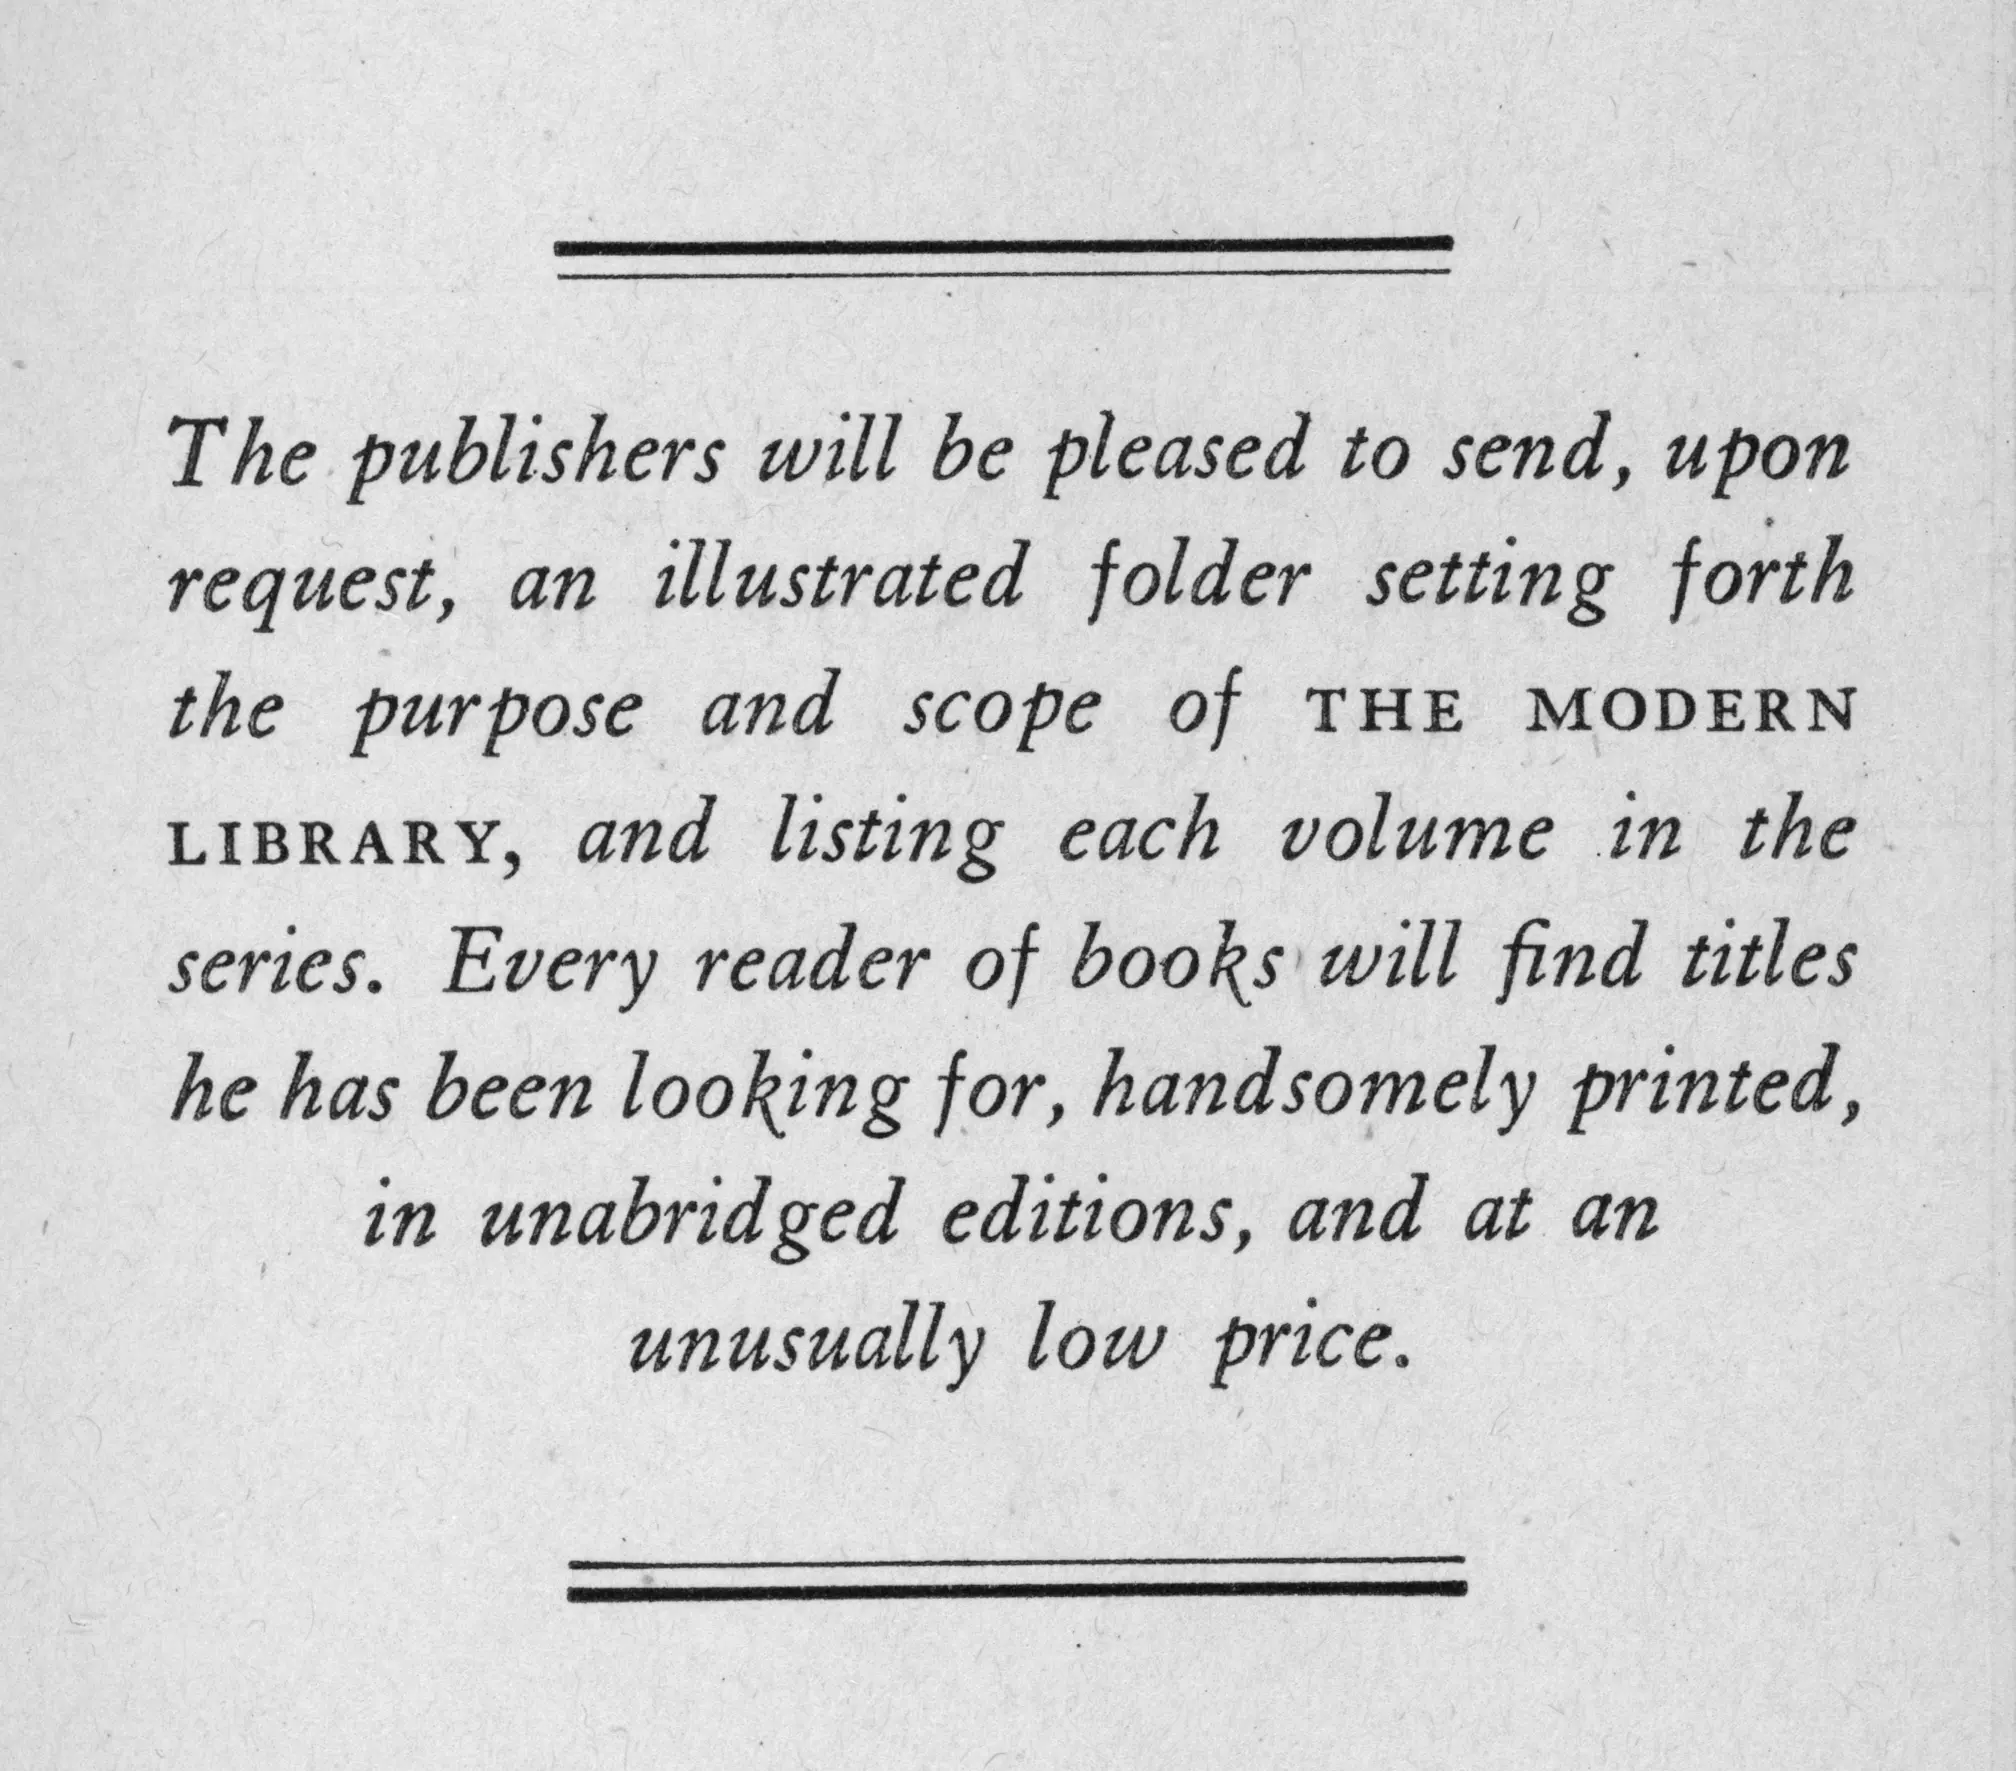 The publishers will be pleased to send, upon
request, an illustrated folder setting forth
the purpose and scope of THE MODERN
LIBRARY, and listing each volume in the
series. Every reader of books will find titles
he has been looking for, handsomely printed,
in unabridged editions, and at an
unusually low price.